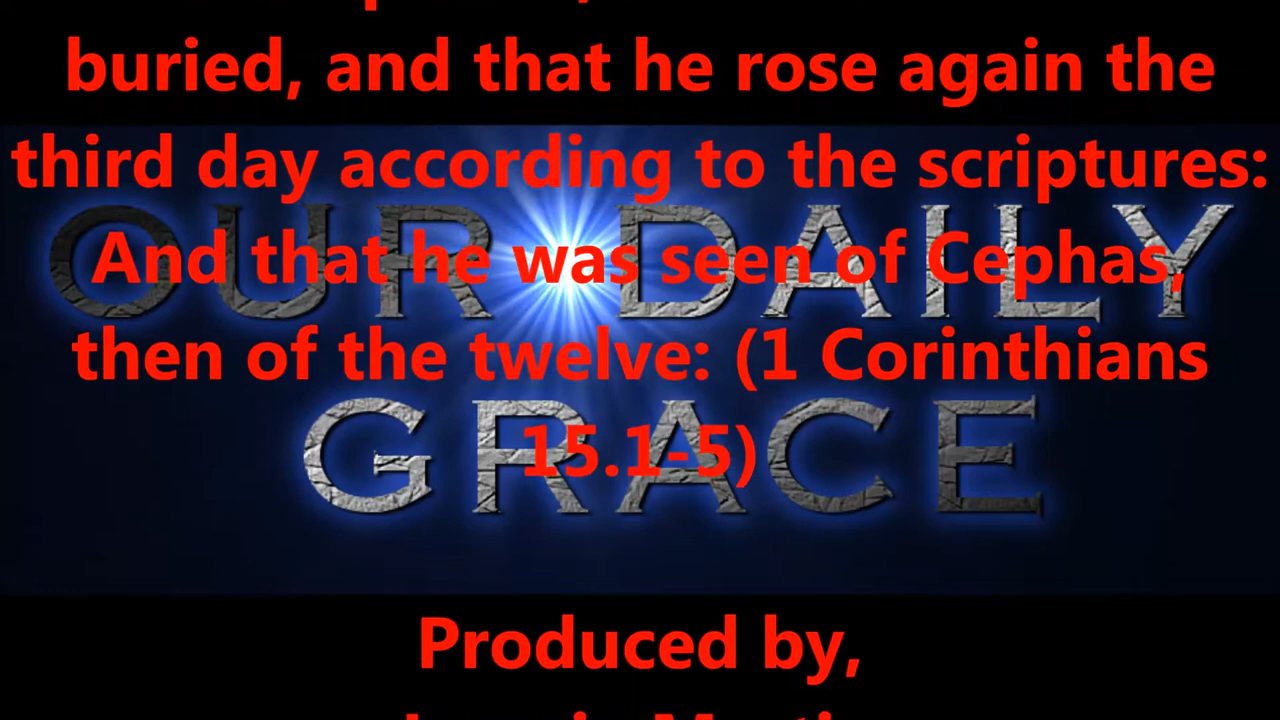 buried, and that he rose again the
third day according to the scriptures:
OUR DAILY
And that he was seen of Cephas,
then of the twelve: (1 Corinthians
GRACE
15.1-5)
Produced by,